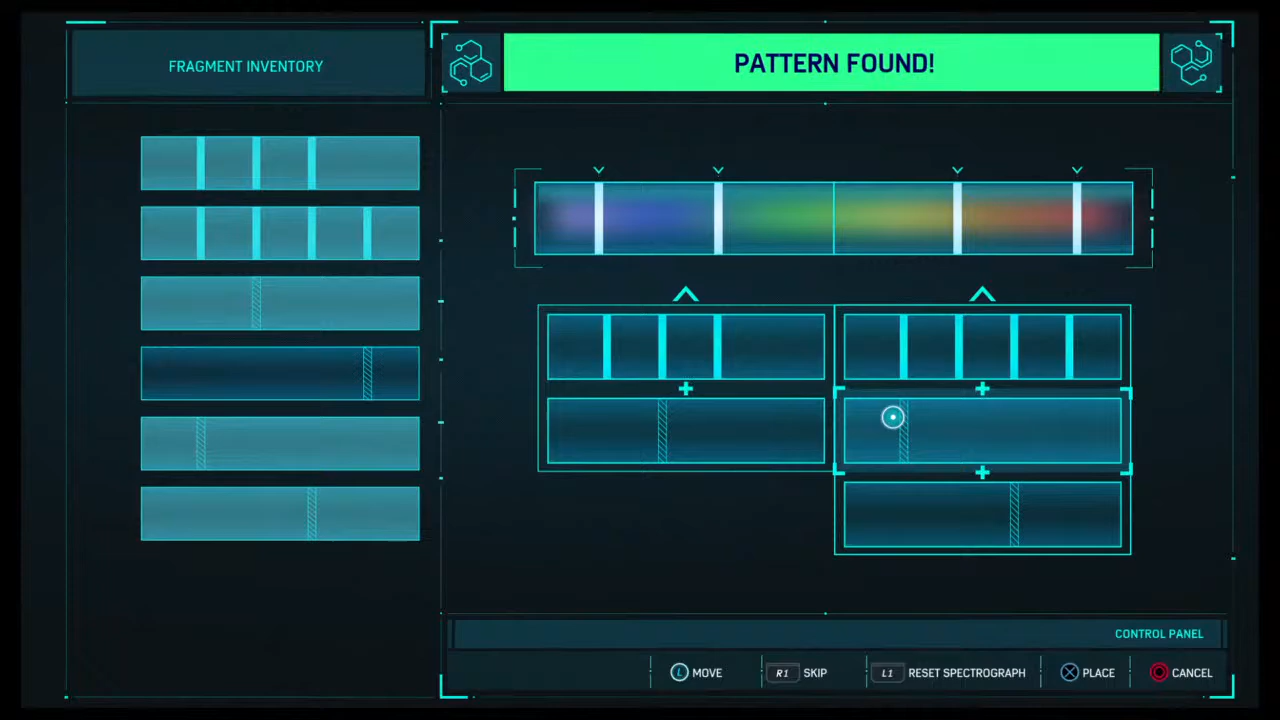 FRAGMENT INVENTORY
PATTERN FOUND!
CONTROL PANEL
L MOVE
R1 SKIP
L1 RESET SPECTROGRAPH
PLACE
CANCEL